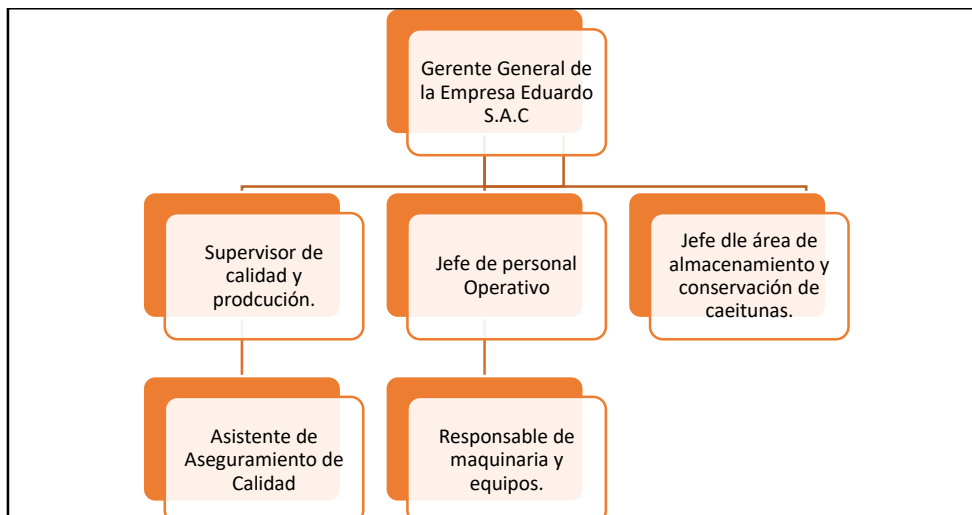 Gerente General de
la Empresa Eduardo
S.A.C
Supervisor de
calidad y
prodcución.
Jefe de personal
Operativo
Jefe dle área de
almacenamiento y
conservación de
caeitunas.
Asistente de
Aseguramiento de
Calidad
Responsable de
maquinaria y
equipos.